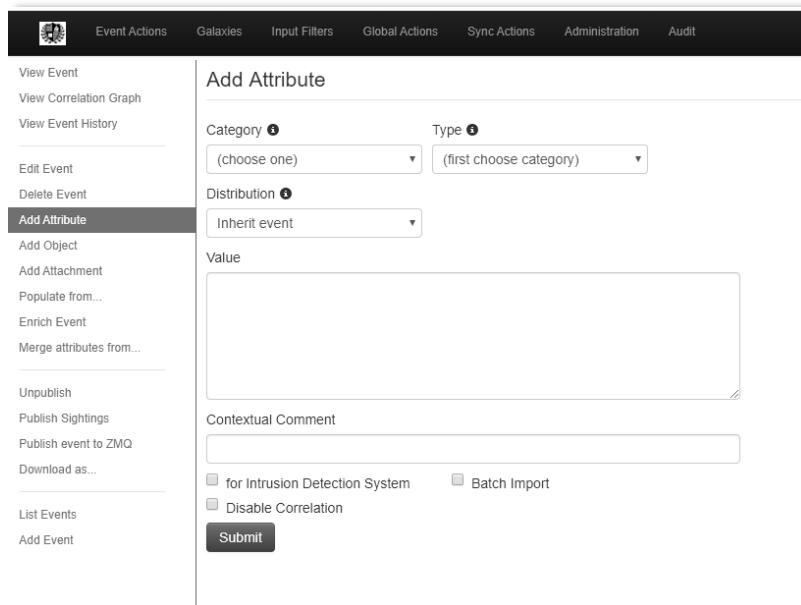 Event Actions Galaxies Input Filters Global Actions Sync Actions Administration Audit
View Event
View Correlation Graph
View Event History
Edit Event
Delete Event
Add Attribute
Add Object
Add Attachment
Populate from...
Enrich Event
Merge attributes from...
Unpublish
Publish Sightings
Publish event to ZMQ
Download as...
List Events
Add Event
Add Attribute
Category Type
(choose one) (first choose category)
Distribution
Inherit event
Value
Contextual Comment
for Intrusion Detection System Batch Import
Disable Correlation
Submit